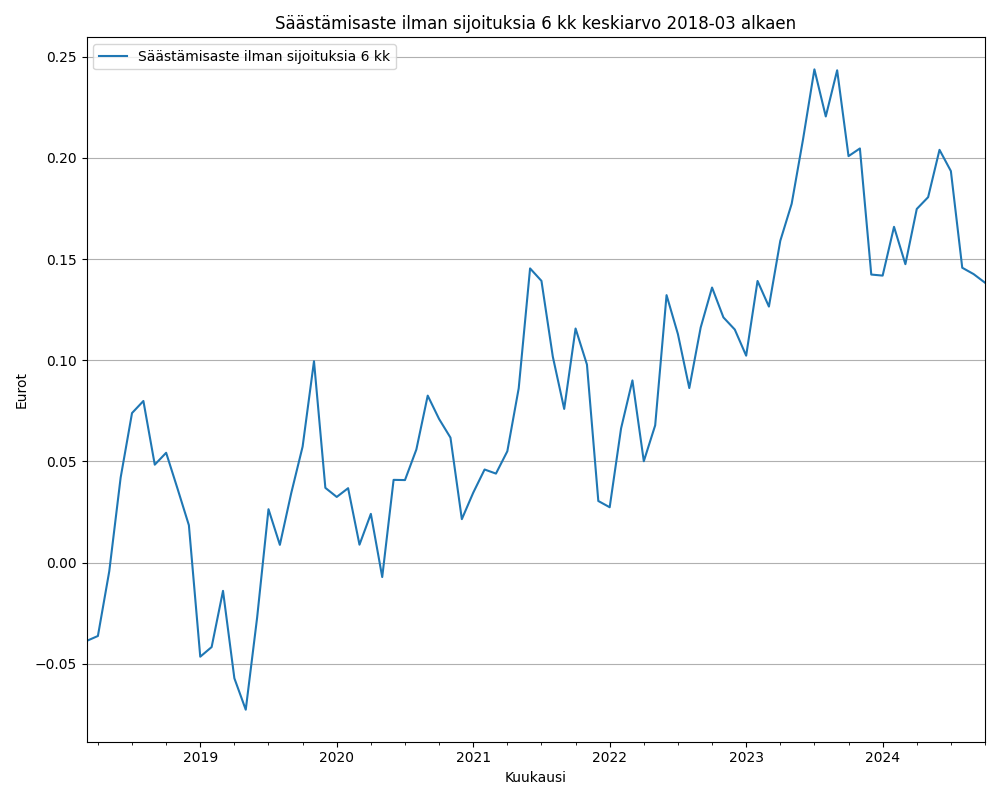 Säästämisaste ilman sijoituksia 6 kk keskiarvo 2018-03 alkaen
Säästämisaste ilman sijoituksia 6 kk
0.25
0.20
0.15
0.10
0.05
0.00
−0.05
Eurot
2019 2020 2021 2022 2023 2024
Kuukausi